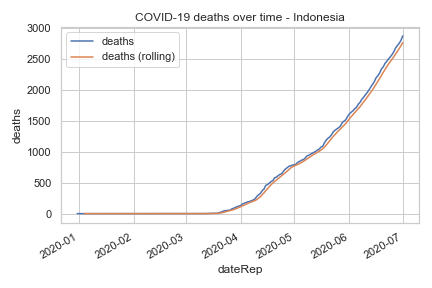 COVID-19 deaths over time - Indonesia
deaths
deaths (rolling)
3000
2500
2000
1500
1000
500
0
deaths
2020-01
2020-02
2020-03
2020-04
2020-05
2020-06
2020-07
dateRep